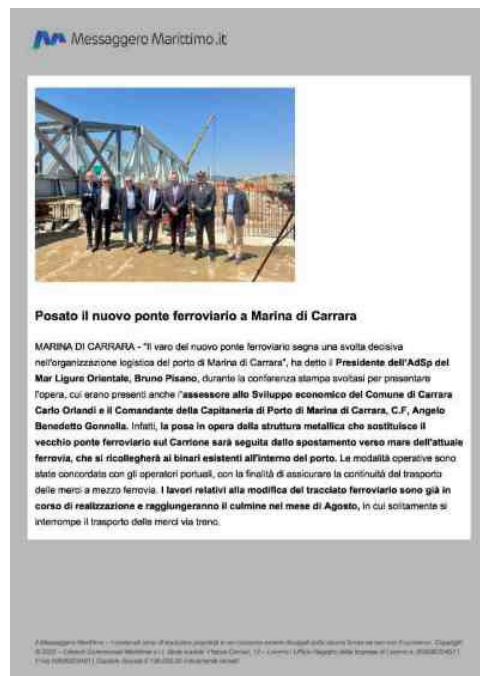 Messaggero Marittimo.it
Posato il nuovo ponte ferroviario a Marina di Carrara
MARINA DI CARRARA - "Il varo del nuovo ponte ferroviario segna una svolta decisiva
nell'organizzazione logistica del porto di Marina di Carrara", ha detto il Presidente dell'AdSp del
Mar Ligure Orientale, Bruno Pisano, durante la conferenza stampa svoltasi per presentare
l'opera, cui erano presenti anche l'assessore allo Sviluppo economico del Comune di Carrara
Carlo Orlandi e il Comandante della Capitaneria di Porto di Marina di Carrara, C.F, Angelo
Benedetto Gonnella. Infatti, la posa in opera della struttura metallica che sostituisce il
vecchio ponte ferroviario sul Carrione sarà seguita dallo spostamento verso mare dell'attuale
ferrovia, che si ricollegherà ai binari esistenti all'interno del porto. Le modalità operative sono
state concordate con gli operatori portuali, con la finalità di assicurare la continuità del trasporto
delle merci a mezzo ferrovia. I lavori relativi alla modifica del tracciato ferroviario sono già in
corso di realizzazione e raggiungeranno il culmine nel mese di Agosto, in cui solitamente si
interrompe il trasporto delle merci via treno.